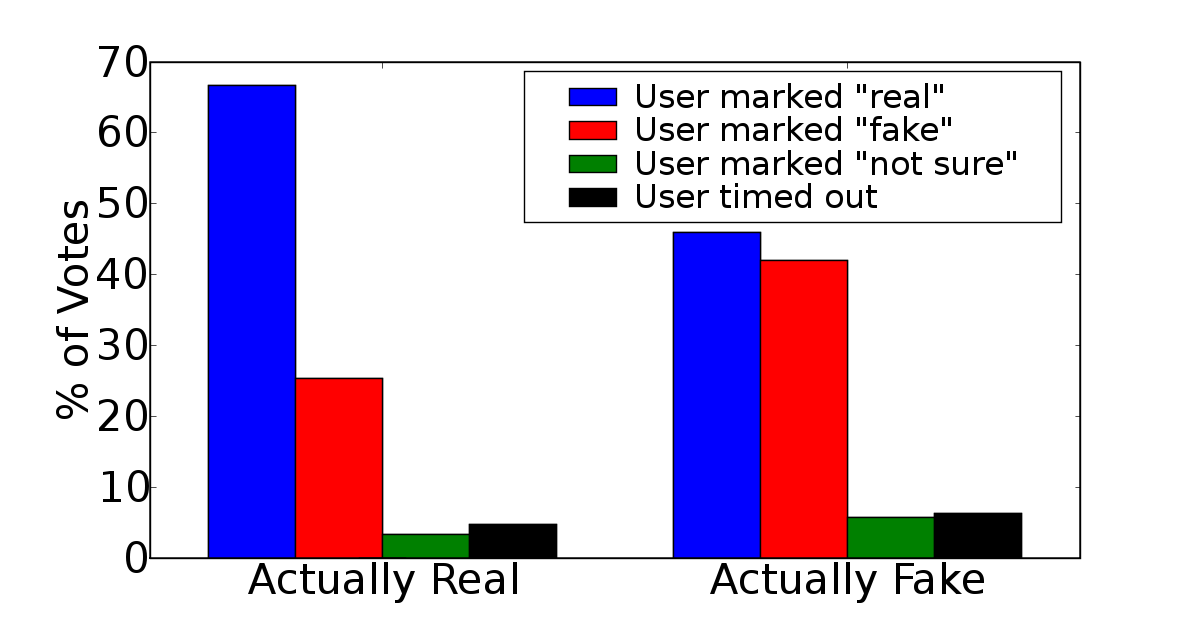 70
60
50
40
30
20
10
0
% of Votes
User marked "real"
User marked "fake"
User marked "not sure"
User timed out
Actually Real
Actually Fake